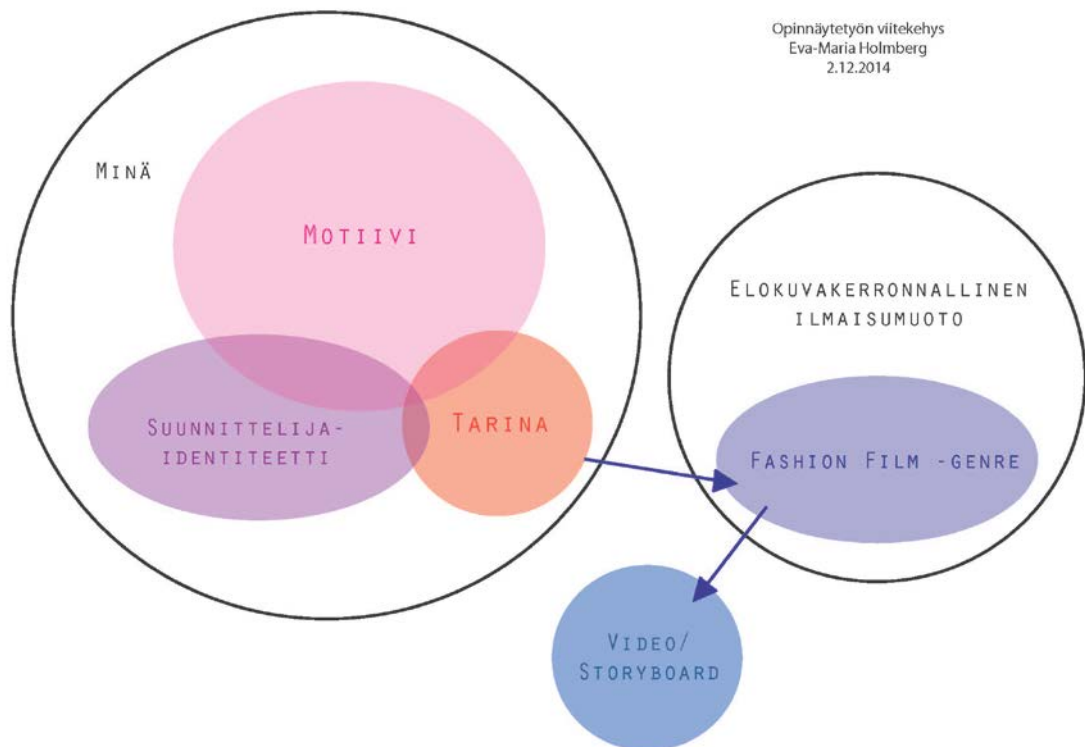 Opinnäytetyön viitekehys
Eva-Maria Holmberg
2.12.2014
MINÄ
MOTIIVI
SUUNNITTELIJA-
IDENTITEETTI
TARINA
ELOKUVAKERRONNALLINEN
ILMAISUMUOTO
FASHION FILM -GENRE
VIDEO/
STORYBOARD